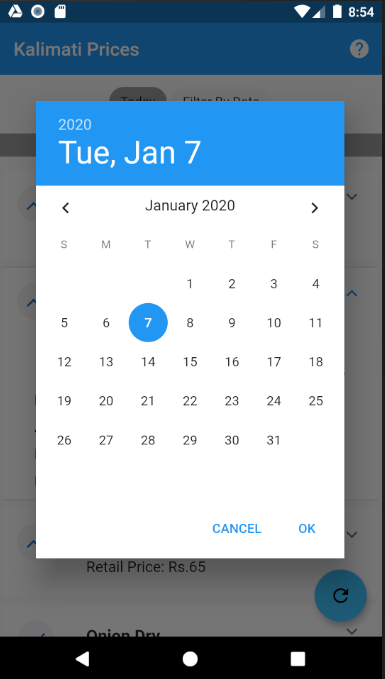 8:54
Kalimati Prices
Today Filter By Date
2020
Tue, Jan 7
January 2020
S M T W T F S
1 2 3 4
5 6 7 8 9 10 11
12 13 14 15 16 17 18
19 20 21 22 23 24 25
26 27 28 29 30 31
CANCEL OK
Retail Price: Rs.65
Onion Dry